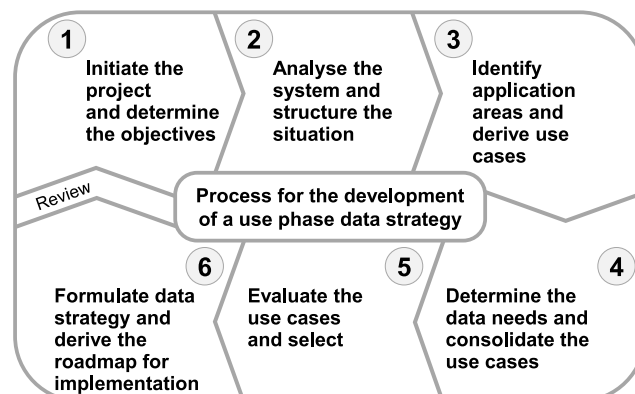 1
Initiate the
project
and determine
the objectives
2
Analyse the
system and
structure the
situation
3
Identify
application
areas and
derive use
cases
Review
Process for the development
of a use phase data strategy
6
Formulate data
strategy and
derive the
roadmap for
implementation
5
Evaluate the
use cases
and select
4
Determine the
data needs and
consolidate the
use cases